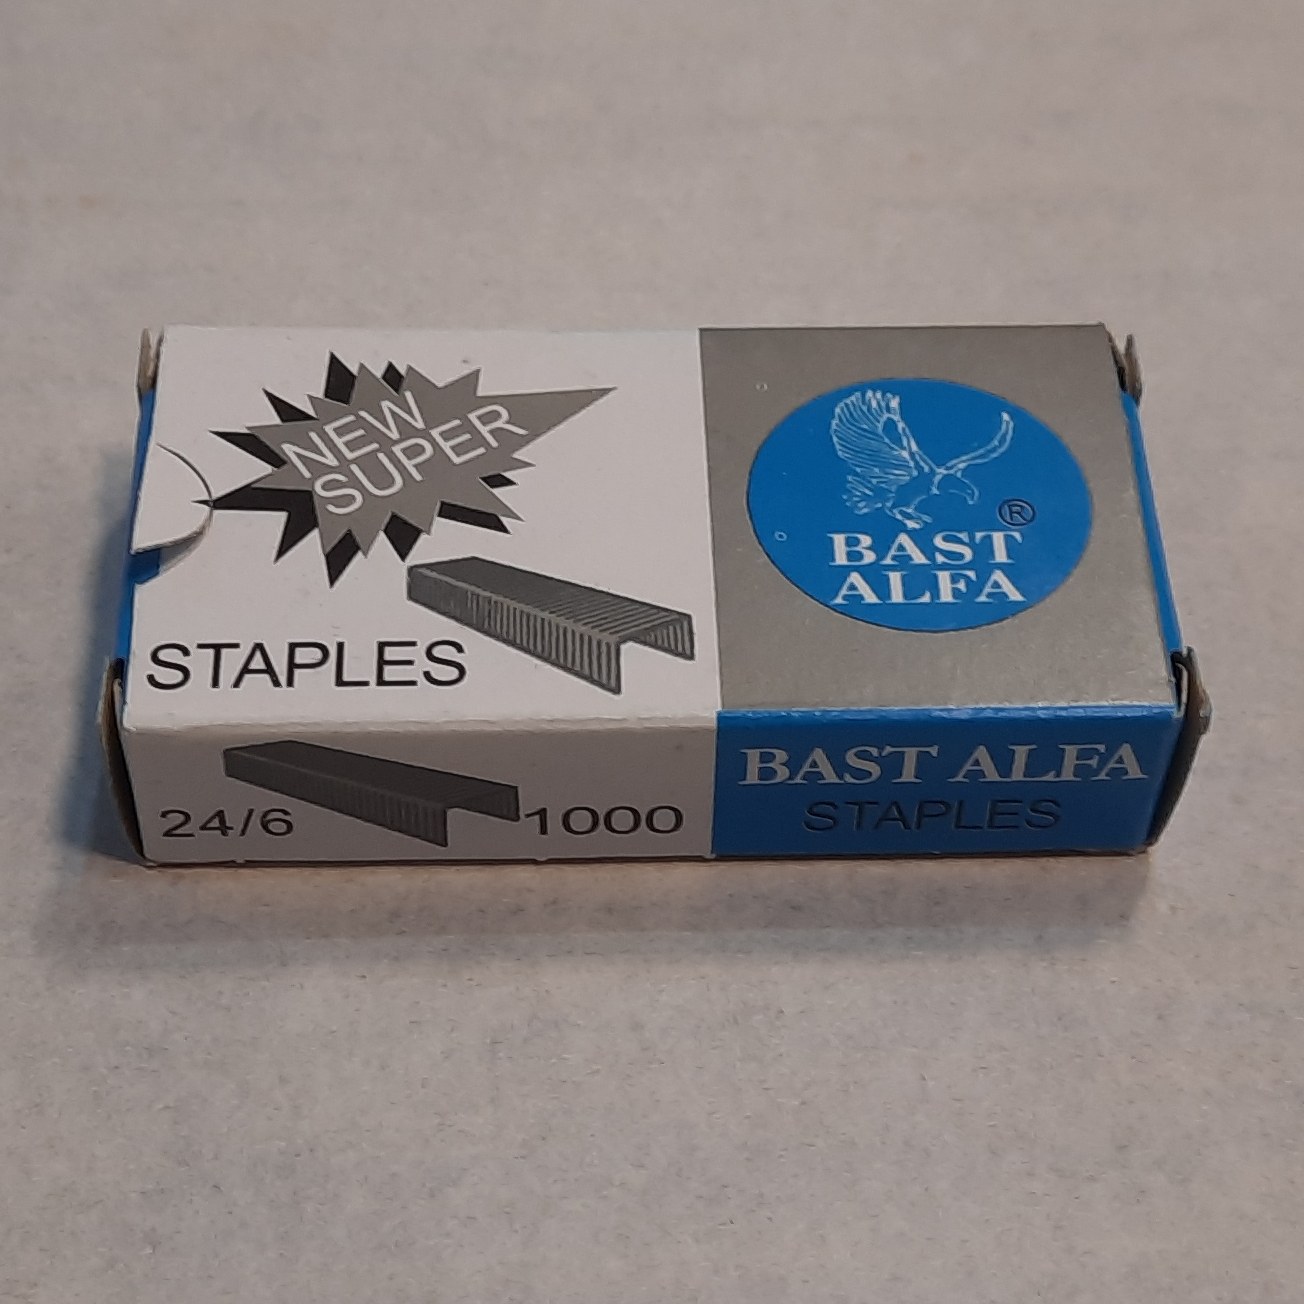 NEW
SUPER
STAPLES
®
BAST
ALFA
24/6
1000
BAST ALFA
STAPLES